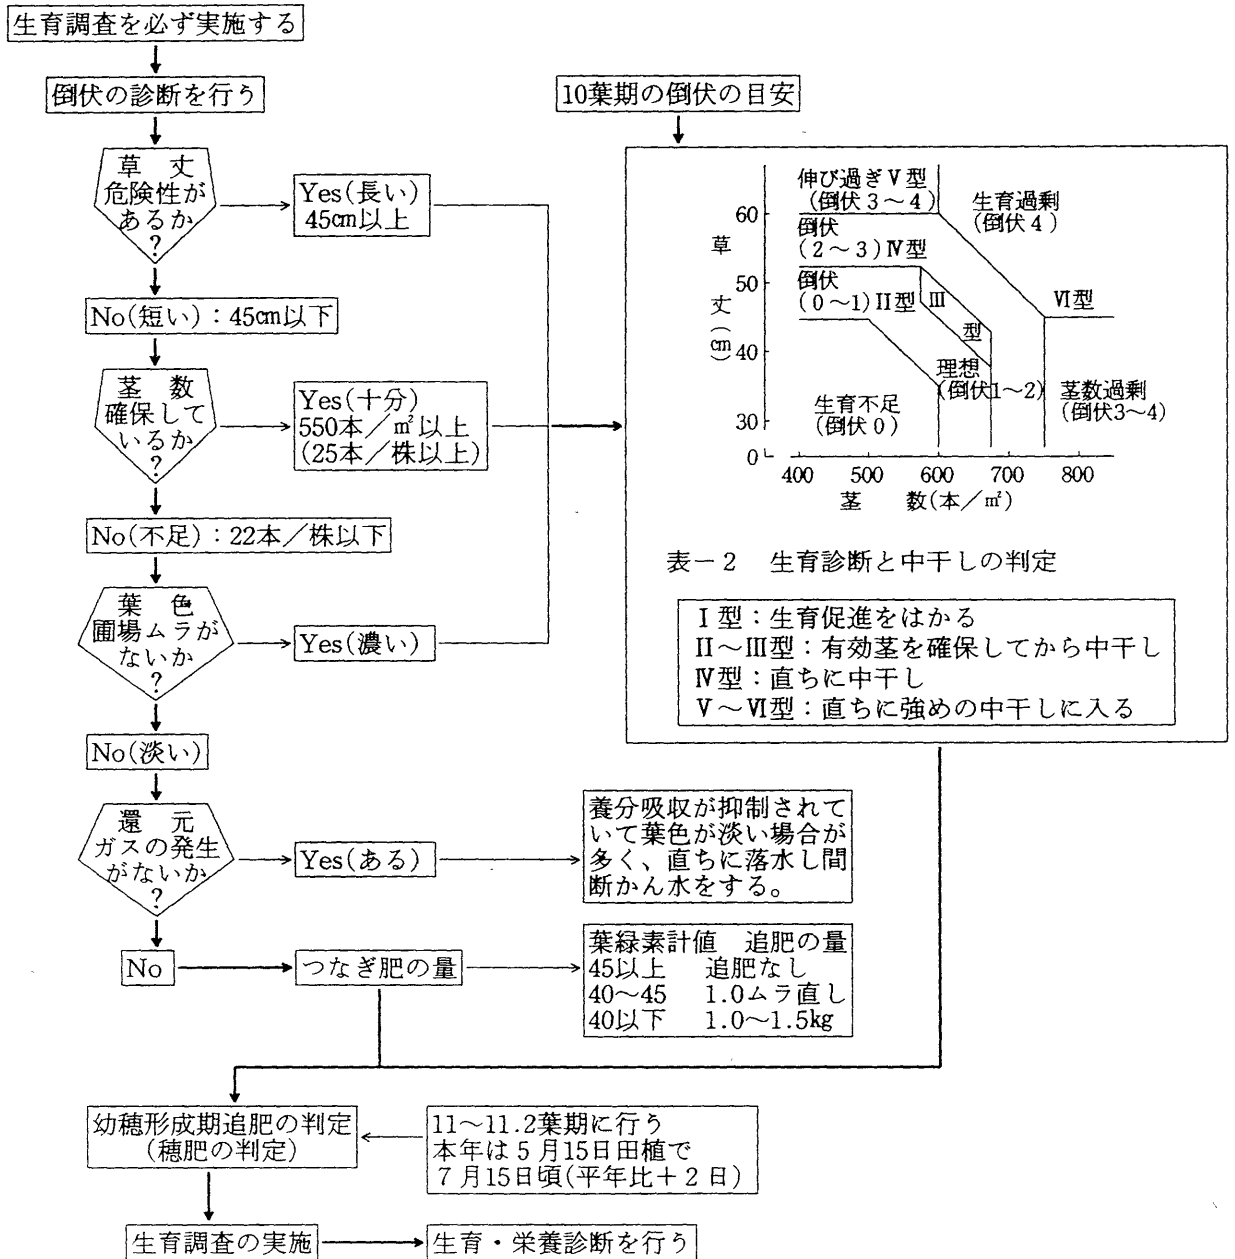 生育調査を必ず実施する
倒伏の診断を行う
草　丈
危険性が
あるか
?
Yes(長い)
45㎝以上
No(短い)：45㎝以下
茎　数
確保して
いるか
?
Yes(十分)
550本／㎡以上
(25本／株以上)
No(不足)：22本／株以下
葉　色
圃場ムラが
ないか
?
Yes(濃い)
No(淡い)
還　元
ガスの発生
がないか
?
Yes(ある)
養分吸収が抑制されて
いて葉色が淡い場合が
多く、直ちに落水し間
断かん水をする。
No
つなぎ肥の量
葉緑素計値　追肥の量
45以上　追肥なし
40～45　1.0ムラ直し
40以下　1.0～1.5kg
10葉期の倒伏の目安
伸び過ぎⅤ型
(倒伏3～4)
生育過剰
(倒伏4)
倒伏
(2～3)Ⅳ型
倒伏
(0～1)Ⅱ型
Ⅲ
型
Ⅵ型
理想
(倒伏1～2)
生育不足
(倒伏0)
茎数過剰
(倒伏3～4)
草
丈
(㎝)
60
50
40
30
0
400 500 600 700 800
茎　数(本／㎡)
表－2　生育診断と中干しの判定
Ⅰ型：生育促進をはかる
Ⅱ～Ⅲ型：有効茎を確保してから中干し
Ⅳ型：直ちに中干し
Ⅴ～Ⅵ型：直ちに強めの中干しに入る
幼穂形成期追肥の判定
(穂肥の判定)
11～11.2葉期に行う
本年は5月15日田植で
7月15日頃(平年比＋2日)
生育調査の実施
生育・栄養診断を行う